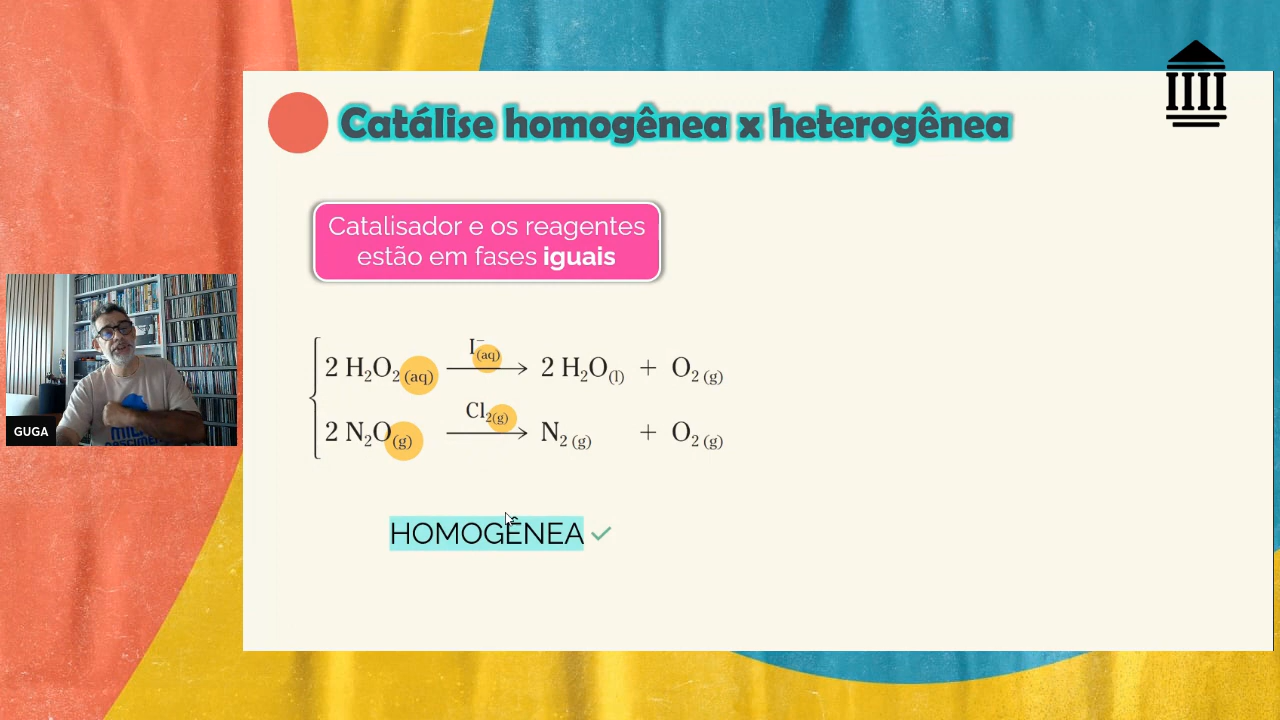 Catálise homogênea x heterogênea
Catalisador e os reagentes
estão em fases iguais
2 H₂O₂ (aq) I⁻(aq) → 2 H₂O(l) + O₂ (g)
2 N₂O(g) Cl₂(g) → N₂ (g) + O₂ (g)
GUGA
HOMOGÊNEA